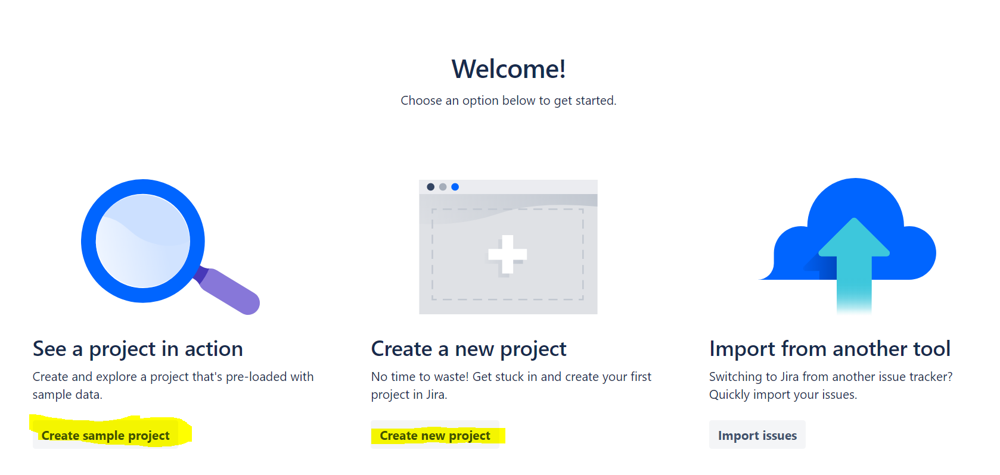 Welcome!
Choose an option below to get started.
See a project in action
Create and explore a project that's pre-loaded with
sample data.
Create sample project
Create a new project
No time to waste! Get stuck in and create your first
project in Jira.
Create new project
Import from another tool
Switching to Jira from another issue tracker?
Quickly import your issues.
Import issues